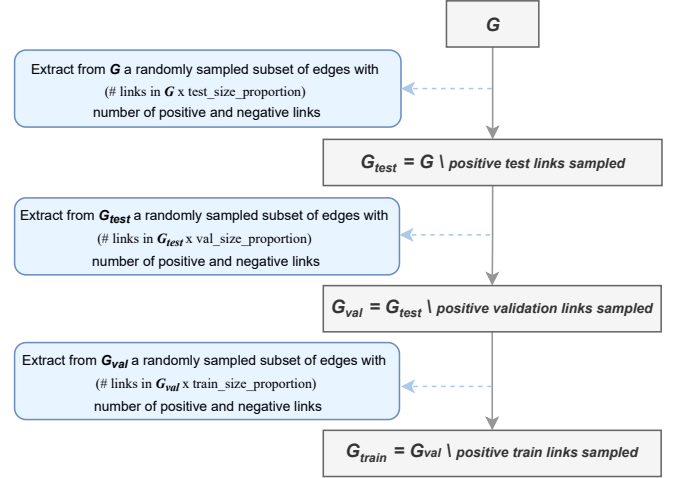 G
Extract from G a randomly sampled subset of edges with
(# links in G x test_size_proportion)
number of positive and negative links
G_test = G \ positive test links sampled
Extract from G_test a randomly sampled subset of edges with
(# links in G_test x val_size_proportion)
number of positive and negative links
G_val = G_test \ positive validation links sampled
Extract from G_val a randomly sampled subset of edges with
(# links in G_val x train_size_proportion)
number of positive and negative links
G_train = G_val \ positive train links sampled